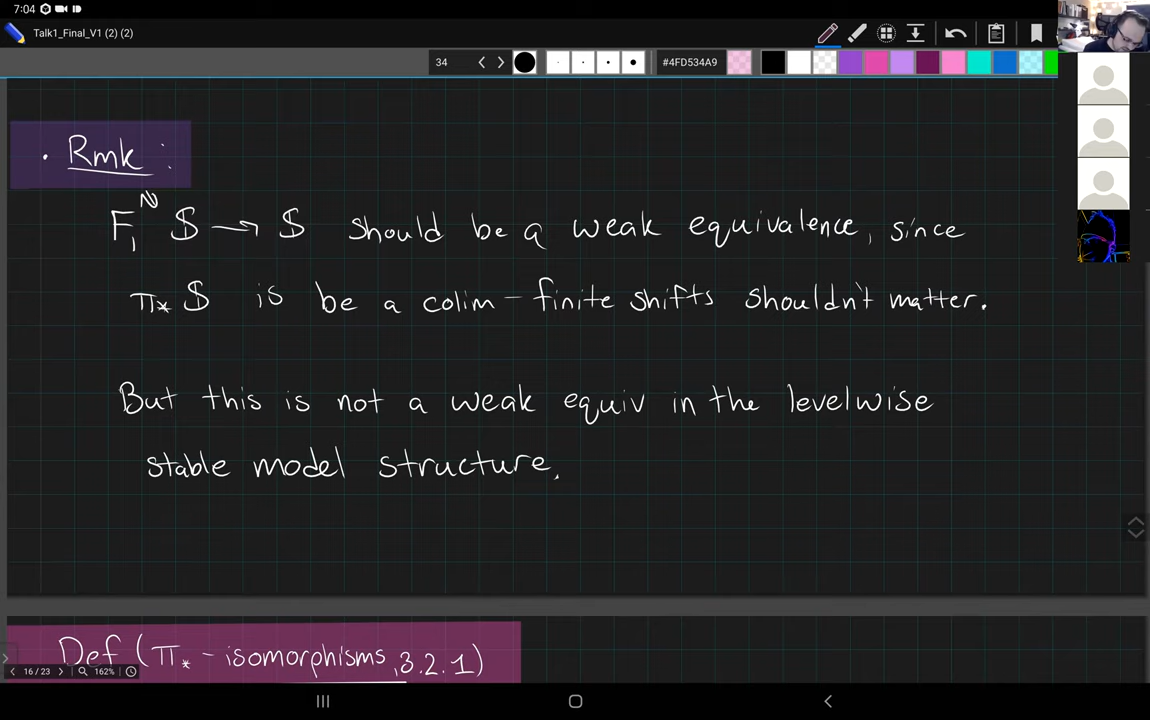 7:04
Talk1_Final_V1 (2) (2)
34
#4FD534A9
· Rmk :
F₁ᴺ $ → $ should be a weak equivalence, since
π* $ is be a colim – finite shifts shouldn't matter.
But this is not a weak equiv in the levelwise
stable model structure.
Def (π* - isomorphisms, 3.2.1)
16 / 23
162%